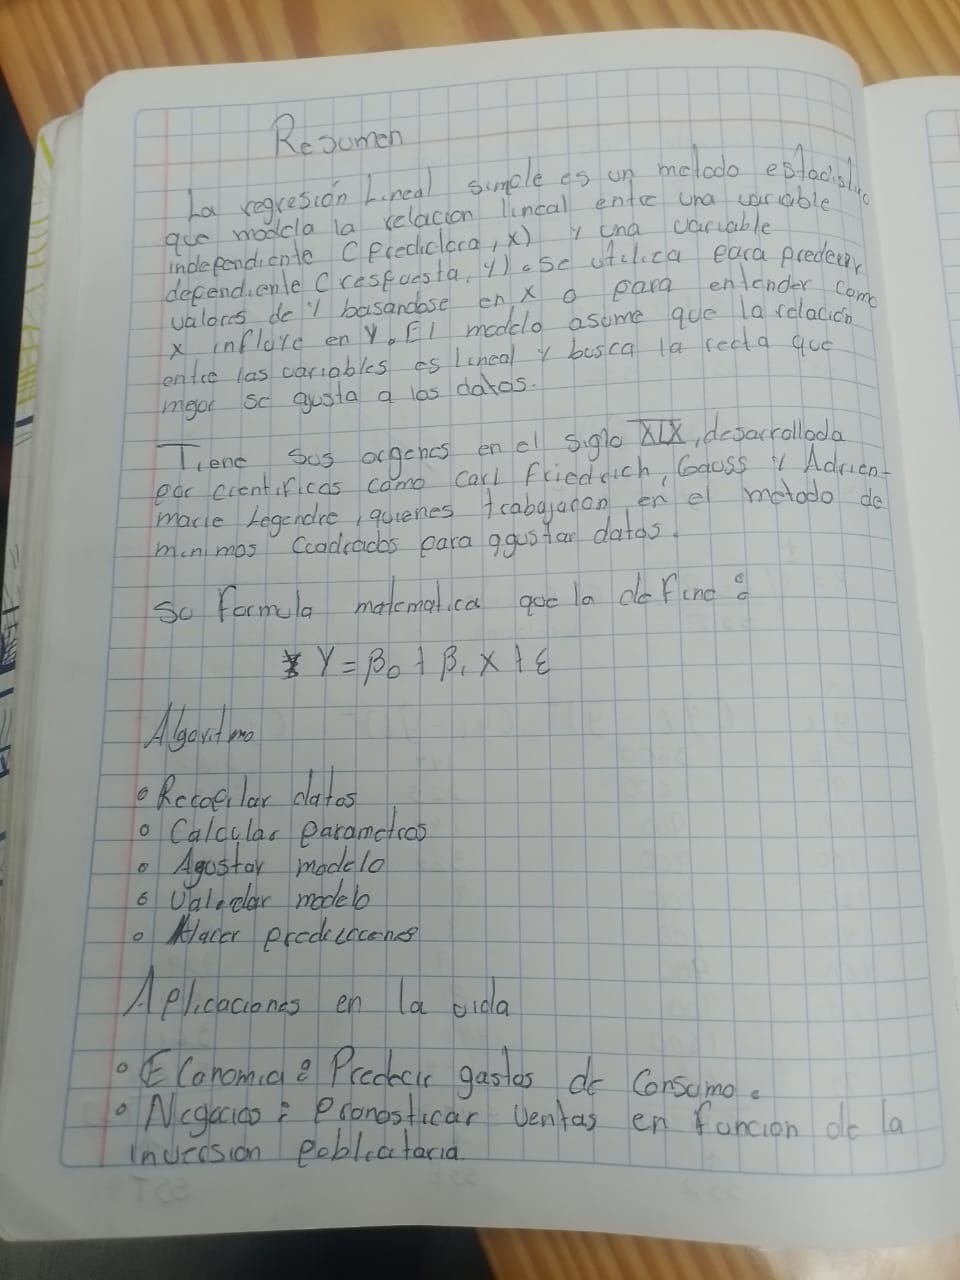 Resumen
La regresión Lineal simple es un metodo estadistic
que modela la relacion lineal entre una variable
independiente (predictora, x) y una variable
dependiente (respuesta, y). Se utilica para predecir
valores de Y basandose en X o para entender como
X influye en Y. El modelo asume que la relación
entre las variables es lineal y busca la recta que
mejor se ajusta a los datos.
Tiene sus orgenes en el siglo XIX, desarrollada
por cientificos como Carl Friedrich, Gauss y Adrien-
marie Legendre, quienes trabajaron en el metodo de
minimos Cuadrados para ajustar datos.
Su formula matematica que la define:
Y = β0 + β1 X + ε
Algoritmo
• Recopilar datos
• Calcular parametros
• Ajustar modelo
• Validar modelo
• Hacer predicciones
Aplicaciones en la vida
• Economia: Predecir gastos de Consumo.
• Negocios: Pronosticar Ventas en funcion de la
inversion publicitaria.